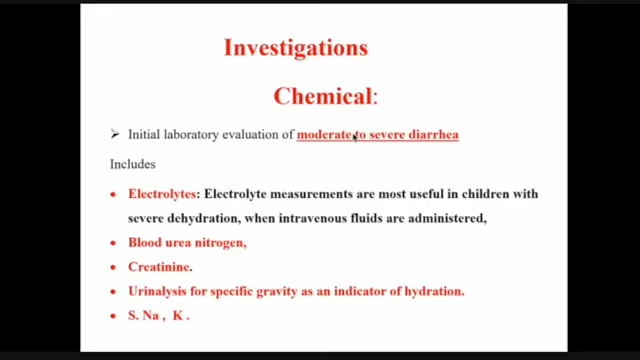 Investigations
Chemical:
➢ Initial laboratory evaluation of moderate to severe diarrhea
Includes
• Electrolytes: Electrolyte measurements are most useful in children with
severe dehydration, when intravenous fluids are administered,
• Blood urea nitrogen,
• Creatinine.
• Urinalysis for specific gravity as an indicator of hydration.
• S. Na , K .